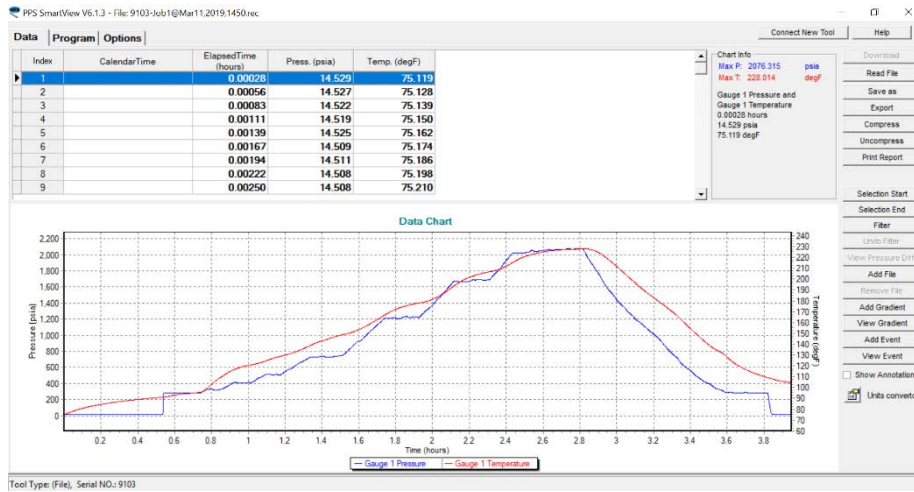 PPS SmartView V6.1.3 - File: 9103-Job1@Mar11,2019,1450.rec
Data Program Options Connect New Tool Help
Index CalendarTime ElapsedTime (hours) Press. (psia) Temp. (degF)
1 0.00028 14.529 75.119
2 0.00056 14.527 75.128
3 0.00083 14.522 75.139
4 0.00111 14.519 75.150
5 0.00139 14.525 75.162
6 0.00167 14.509 75.174
7 0.00194 14.511 75.186
8 0.00222 14.508 75.198
9 0.00250 14.508 75.210
Chart Info
Max P: 2076.315 psia
Max T: 228.014 degF
Gauge 1 Pressure and
Gauge 1 Temperature
0.00028 hours
14.529 psia
75.119 degF
Download
Read File
Save as
Export
Compress
Uncompress
Print Report
Selection Start
Selection End
Filter
Undo Filter
View Pressure Diff
Add File
Remove File
Add Gradient
View Gradient
Add Event
View Event
Show Annotation
Units converto
Data Chart
Pressure (psia)
2,200
2,000
1,800
1,600
1,400
1,200
1,000
800
600
400
200
0
Temperature (degF)
240
230
220
210
200
190
180
170
160
150
140
130
120
110
100
90
80
70
60
0.2 0.4 0.6 0.8 1 1.2 1.4 1.6 1.8 2 2.2 2.4 2.6 2.8 3 3.2 3.4 3.6 3.8
Time (hours)
Gauge 1 Pressure Gauge 1 Temperature
Tool Type: (File), Serial NO.: 9103